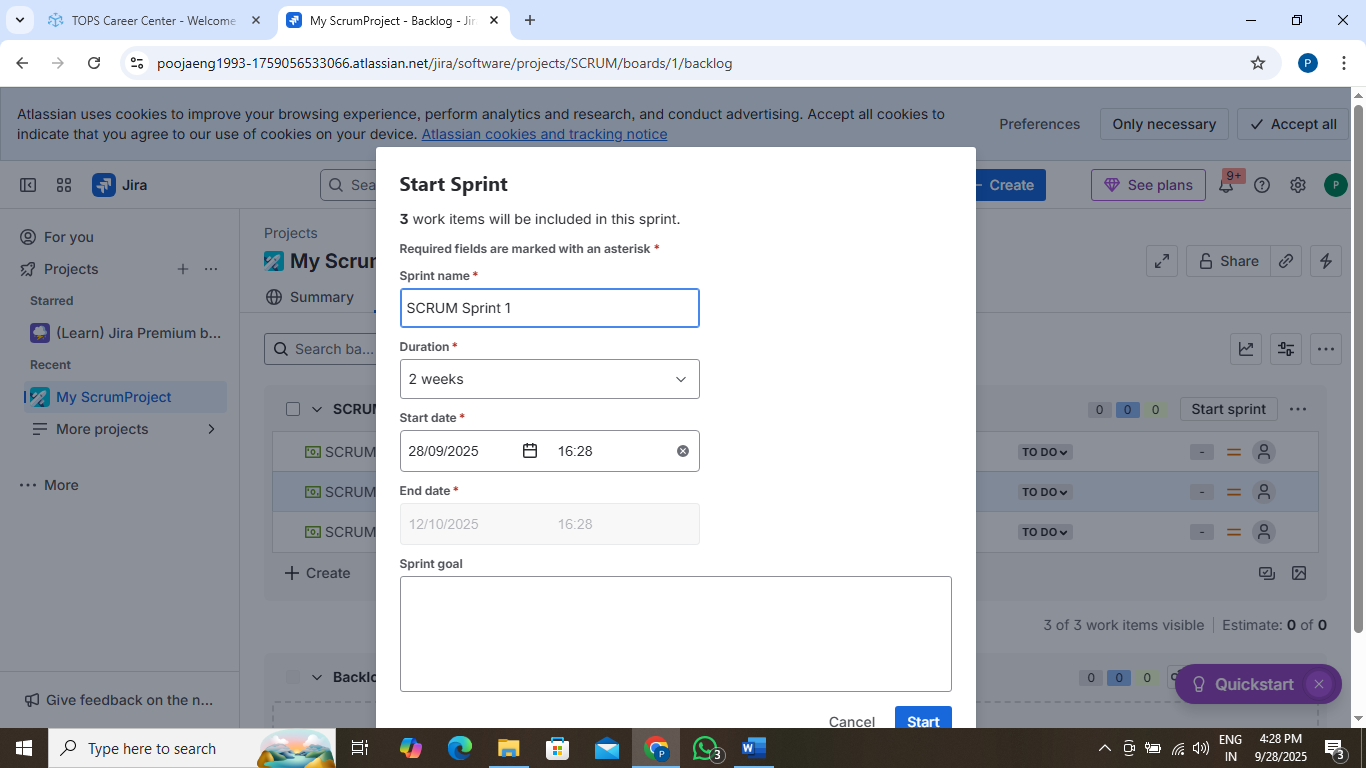 TOPS Career Center - Welcome
My ScrumProject - Backlog - Jir
poojaeng1993-1759056533066.atlassian.net/jira/software/projects/SCRUM/boards/1/backlog
P
Atlassian uses cookies to improve your browsing experience, perform analytics and research, and conduct advertising. Accept all cookies to
indicate that you agree to our use of cookies on your device. Atlassian cookies and tracking notice
Preferences
Only necessary
Accept all
Jira
Sea
Create
See plans
9+
P
For you
Projects
Starred
(Learn) Jira Premium b...
Recent
My ScrumProject
More projects
More
Give feedback on the n...
Projects
My Scrum
Share
Summary
Search ba...
SCRUM
0 0 0
Start sprint
SCRUM
TO DO
-
SCRUM
TO DO
-
SCRUM
TO DO
-
Create
3 of 3 work items visible
Estimate: 0 of 0
Backlo
0 0 0
Quickstart
Start Sprint
3 work items will be included in this sprint.
Required fields are marked with an asterisk *
Sprint name *
SCRUM Sprint 1
Duration *
2 weeks
Start date *
28/09/2025 16:28
End date *
12/10/2025 16:28
Sprint goal
Cancel
Start
Type here to search
3
ENG
IN
4:28 PM
9/28/2025
3